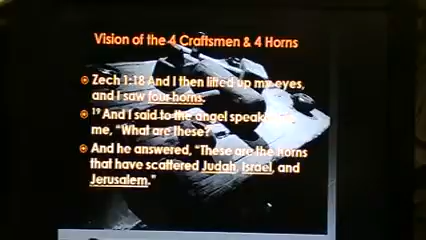 Vision of the 4 Craftsmen & 4 Horns
Zech 1:18 And I then lifted up my eyes,
and I saw four horns.
19 And I said to the angel
me, "What are these?
And he answered, "These are the horns
that have scattered Judah, Israel, and
Jerusalem."